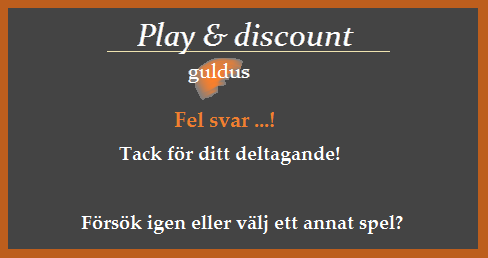 Play & discount
guldus
Fel svar ...!
Tack för ditt deltagande!
Försök igen eller välj ett annat spel?